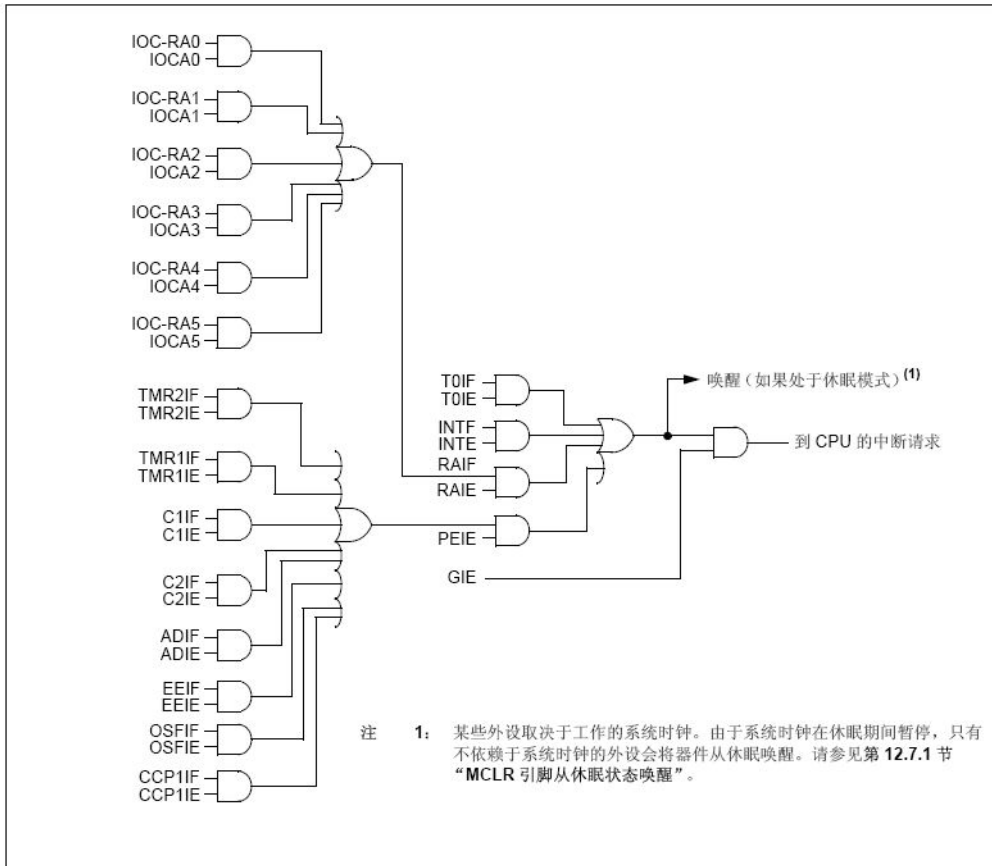 IOC-RA0
IOCA0
IOC-RA1
IOCA1
IOC-RA2
IOCA2
IOC-RA3
IOCA3
IOC-RA4
IOCA4
IOC-RA5
IOCA5
TMR2IF
TMR2IE
TMR1IF
TMR1IE
C1IF
C1IE
C2IF
C2IE
ADIF
ADIE
EEIF
EEIE
OSFIF
OSFIE
CCP1IF
CCP1IE
T0IF
T0IE
INTF
INTE
RAIF
RAIE
PEIE
GIE
唤醒（如果处于休眠模式）(1)
到 CPU 的中断请求
注 1： 某些外设取决于工作的系统时钟。由于系统时钟在休眠期间暂停，只有
不依赖于系统时钟的外设会将器件从休眠唤醒。请参见第 12.7.1 节
“MCLR 引脚从休眠状态唤醒”。